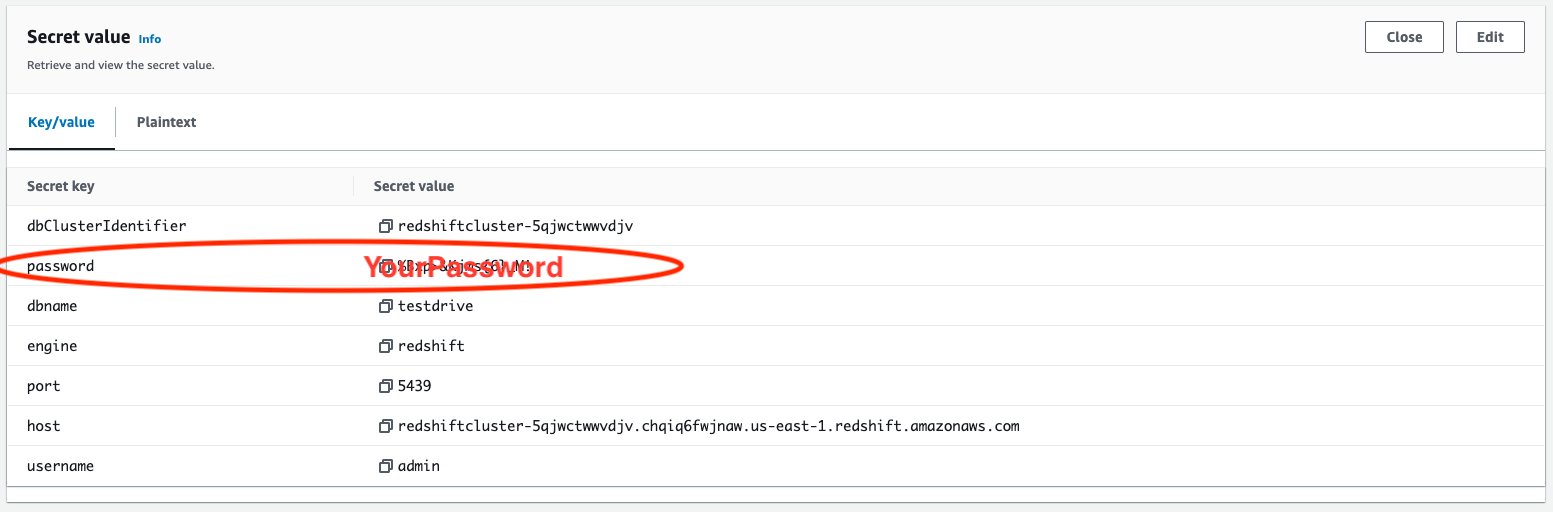 Secret value Info
Close
Edit
Retrieve and view the secret value.
Key/value
Plaintext
Secret key
Secret value
dbClusterIdentifier
redshiftcluster-5qjwctwwvdjv
password
YourPassword
dbname
testdrive
engine
redshift
port
5439
host
redshiftcluster-5qjwctwwvdjv.chqiq6fwjnaw.us-east-1.redshift.amazonaws.com
username
admin